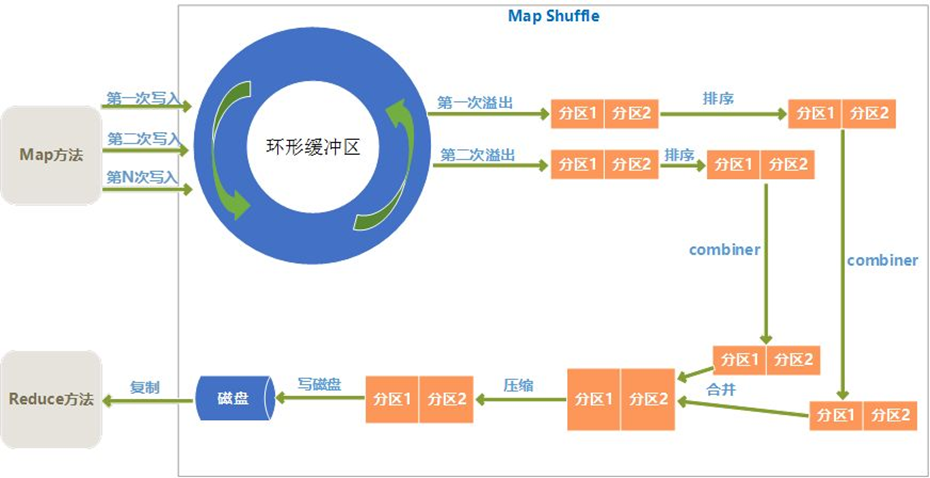 Map Shuffle
Map方法
第一次写入
第二次写入
第N次写入
环形缓冲区
第一次溢出
分区1 分区2
排序
分区1 分区2
第二次溢出
分区1 分区2
排序
分区1 分区2
combiner
combiner
分区1 分区2
合并
分区1 分区2
分区1 分区2
压缩
分区1 分区2
写磁盘
磁盘
复制
Reduce方法